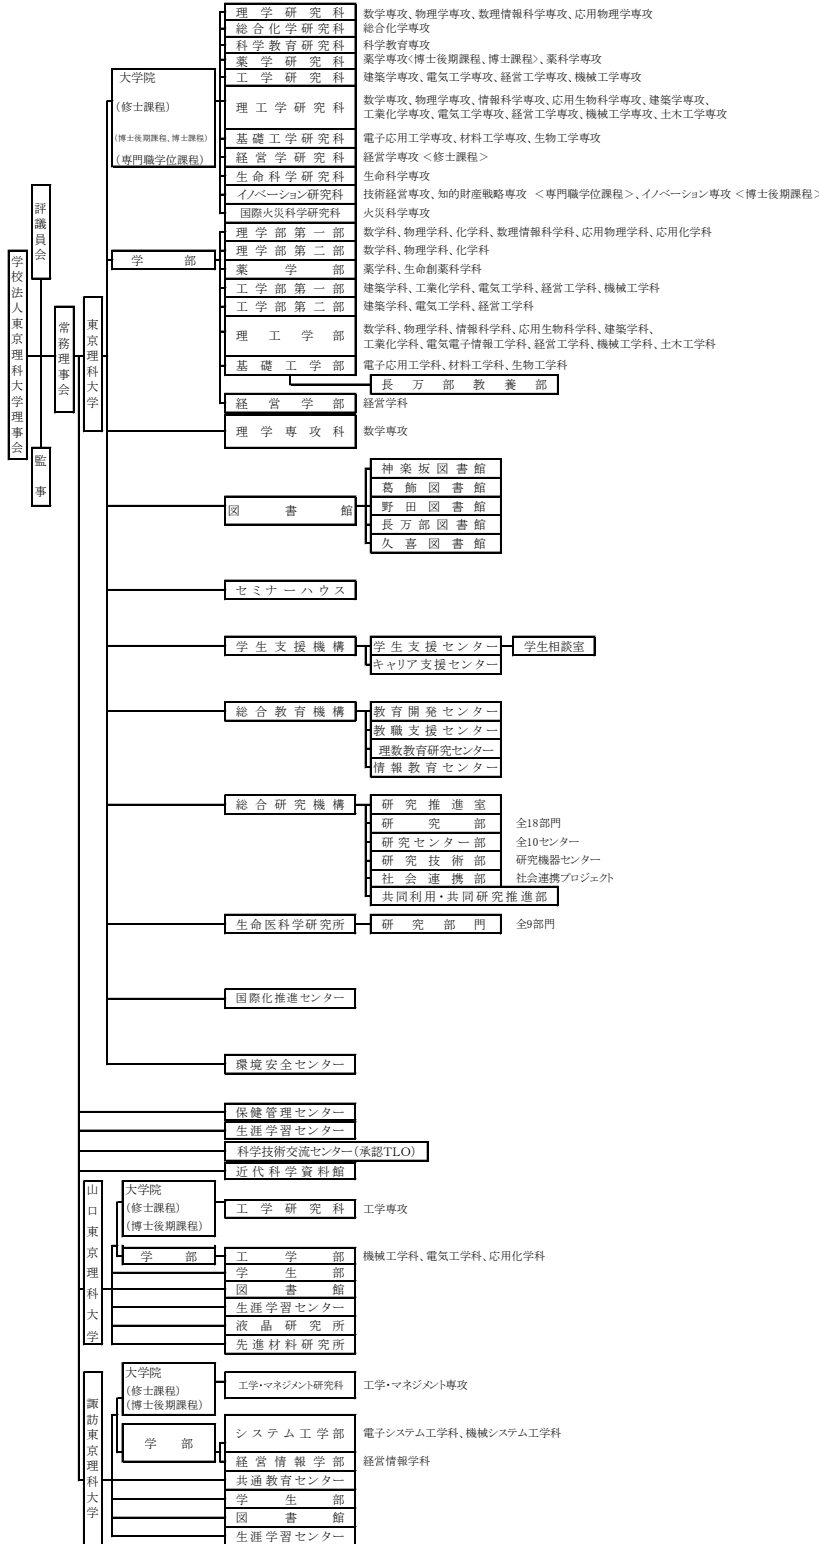 学校法人東京理科大学理事会
評議員会
監事
常務理事会
東京理科大学
大学院
(修士課程)
(博士後期課程、博士課程)
(専門職学位課程)
理学研究科 数学専攻、物理学専攻、数理情報科学専攻、応用物理学専攻
総合化学研究科 総合化学専攻
科学教育研究科 科学教育専攻
薬学研究科 薬学専攻<博士後期課程、博士課程>、薬科学専攻
工学研究科 建築学専攻、電気工学専攻、経営工学専攻、機械工学専攻
理工学研究科 数学専攻、物理学専攻、情報科学専攻、応用生物科学専攻、建築学専攻、
工業化学専攻、電気工学専攻、経営工学専攻、機械工学専攻、土木工学専攻
基礎工学研究科 電子応用工学専攻、材料工学専攻、生物工学専攻
経営学研究科 経営学専攻 <修士課程>
生命科学研究科 生命科学専攻
イノベーション研究科 技術経営専攻、知的財産戦略専攻 <専門職学位課程>、イノベーション専攻 <博士後期課程>
国際火災科学研究科 火災科学専攻
学部
理学部第一部 数学科、物理学科、化学科、数理情報科学科、応用物理学科、応用化学科
理学部第二部 数学科、物理学科、化学科
薬学部 薬学科、生命創薬科学科
工学部第一部 建築学科、工業化学科、電気工学科、経営工学科、機械工学科
工学部第二部 建築学科、電気工学科、経営工学科
理工学部 数学科、物理学科、情報科学科、応用生物科学科、建築学科、
工業化学科、電気電子情報工学科、経営工学科、機械工学科、土木工学科
基礎工学部 電子応用工学科、材料工学科、生物工学科
長万部教養部
経営学部 経営学科
理学専攻科 数学専攻
図書館
神楽坂図書館
葛飾図書館
野田図書館
長万部図書館
久喜図書館
セミナーハウス
学生支援機構 学生支援センター 学生相談室
キャリア支援センター
総合教育機構 教育開発センター
教職支援センター
理数教育研究センター
情報教育センター
総合研究機構 研究推進室
研究部 全18部門
研究センター部 全10センター
研究技術部 研究機器センター
社会連携部 社会連携プロジェクト
共同利用・共同研究推進部
生命医科学研究所 研究部門 全9部門
国際化推進センター
環境安全センター
保健管理センター
生涯学習センター
科学技術交流センター(承認TLO)
近代科学資料館
山口東京理科大学
大学院
(修士課程)
(博士後期課程)
工学研究科 工学専攻
学部 工学部 機械工学科、電気工学科、応用化学科
学生部
図書館
生涯学習センター
液晶研究所
先進材料研究所
諏訪東京理科大学
大学院
(修士課程)
(博士後期課程)
工学・マネジメント研究科 工学・マネジメント専攻
学部
システム工学部 電子システム工学科、機械システム工学科
経営情報学部 経営情報学科
共通教育センター
学生部
図書館
生涯学習センター